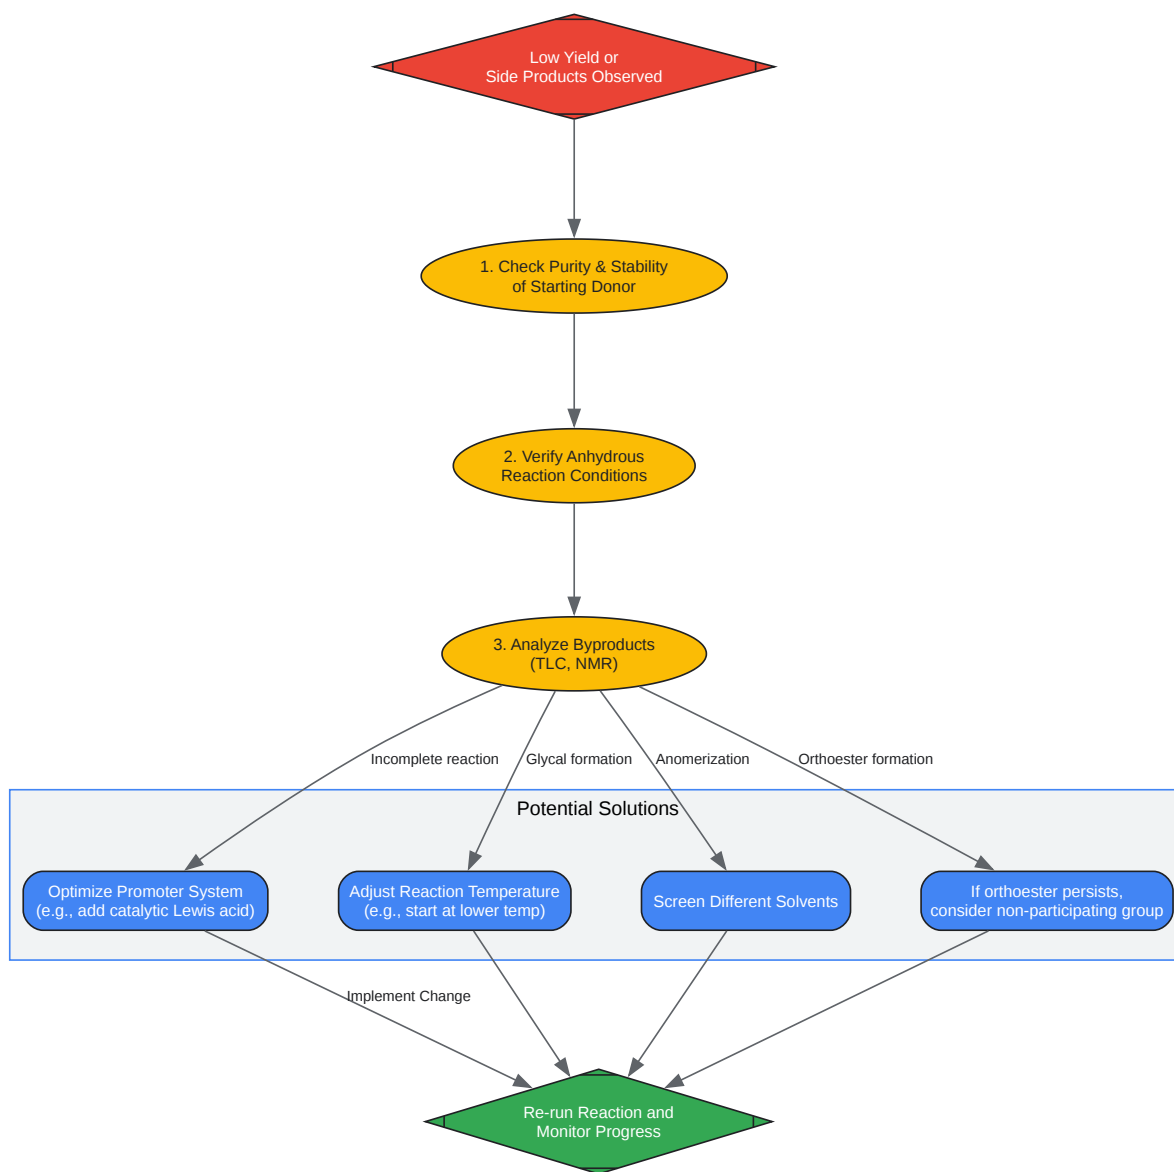 Low Yield or
Side Products Observed
1. Check Purity & Stability
of Starting Donor
2. Verify Anhydrous
Reaction Conditions
3. Analyze Byproducts
(TLC, NMR)
Incomplete reaction
Glycal formation
Anomerization
Orthoester formation
Potential Solutions
Optimize Promoter System
(e.g., add catalytic Lewis acid)
Adjust Reaction Temperature
(e.g., start at lower temp)
Screen Different Solvents
If orthoester persists,
consider non-participating group
Implement Change
Re-run Reaction and
Monitor Progress